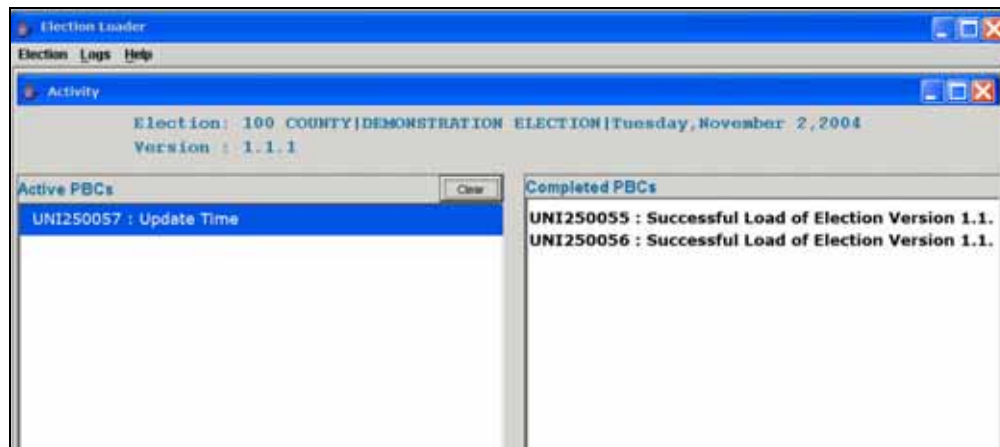 Election Loader
Election Logs Help
Activity
Election: 100 COUNTY|DEMONSTRATION ELECTION|Tuesday,November 2,2004
Version : 1.1.1
Active PBCs
Clear
Completed PBCs
UNI250057 : Update Time
UNI250055 : Successful Load of Election Version 1.1.
UNI250056 : Successful Load of Election Version 1.1.